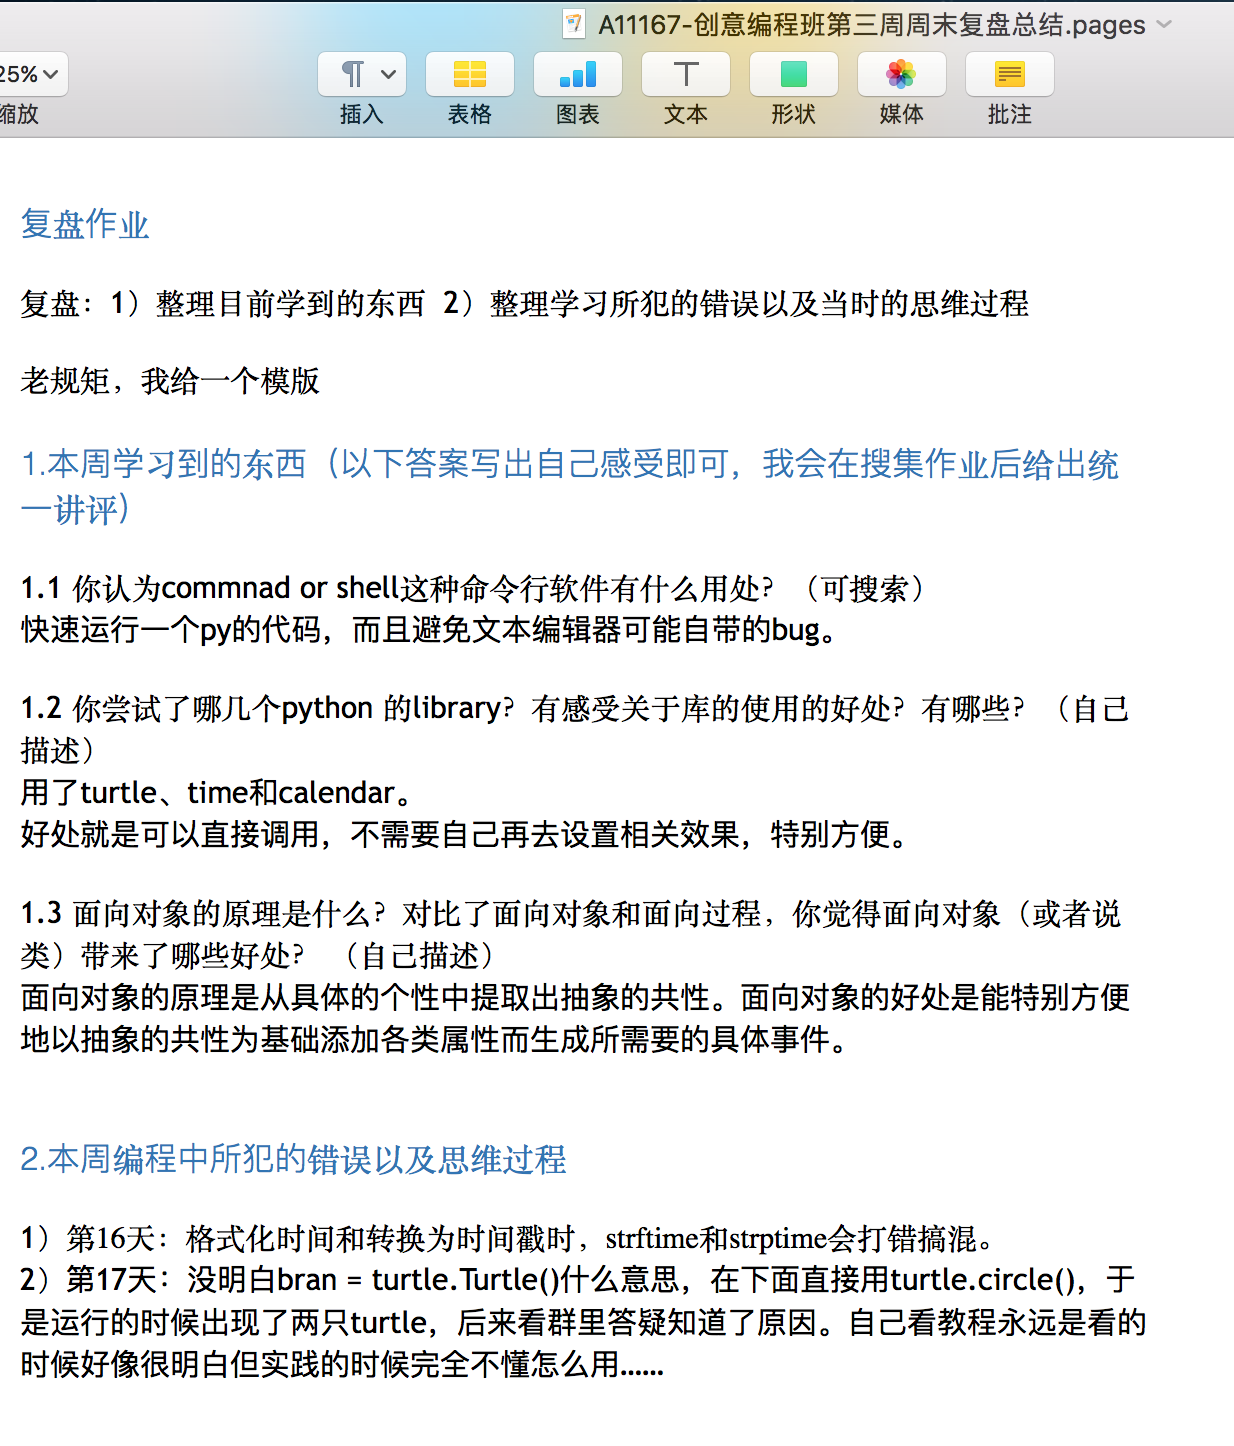 A11167-创意编程班第三周周末复盘总结.pages
25%
缩放
插入
表格
图表
文本
形状
媒体
批注
复盘作业
复盘：1）整理目前学到的东西 2）整理学习所犯的错误以及当时的思维过程
老规矩，我给一个模版
1.本周学习到的东西（以下答案写出自己感受即可，我会在搜集作业后给出统
一讲评）
1.1 你认为commnad or shell这种命令行软件有什么用处？（可搜索）
快速运行一个py的代码，而且避免文本编辑器可能自带的bug。
1.2 你尝试了哪几个python 的library？有感受关于库的使用的好处？有哪些？（自己
描述）
用了turtle、time和calendar。
好处就是可以直接调用，不需要自己再去设置相关效果，特别方便。
1.3 面向对象的原理是什么？对比了面向对象和面向过程，你觉得面向对象（或者说
类）带来了哪些好处？ （自己描述）
面向对象的原理是从具体的个性中提取出抽象的共性。面向对象的好处是能特别方便
地以抽象的共性为基础添加各类属性而生成所需要的具体事件。
2.本周编程中所犯的错误以及思维过程
1）第16天：格式化时间和转换为时间戳时，strftime和strptime会打错搞混。
2）第17天：没明白bran = turtle.Turtle()什么意思，在下面直接用turtle.circle()，于
是运行的时候出现了两只turtle，后来看群里答疑知道了原因。自己看教程永远是看的
时候好像很明白但实践的时候完全不懂怎么用......